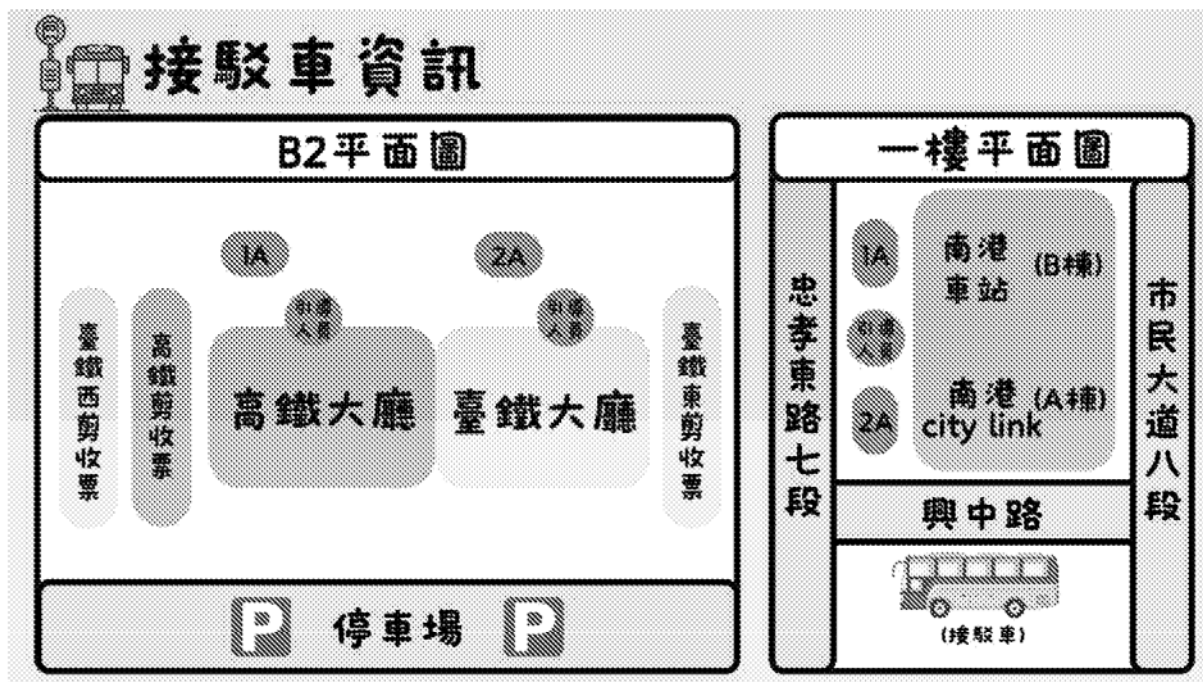 接駁車資訊
B2平面圖
1A
2A
引導
人員
引導
人員
臺鐵西剪收票
高鐵剪收票
高鐵大廳
臺鐵大廳
臺鐵東剪收票
P 停車場 P
一樓平面圖
忠孝東路七段
1A
引導
人員
2A
南港
車站
(B棟)
南港
city link
(A棟)
市民大道八段
興中路
(接駁車)